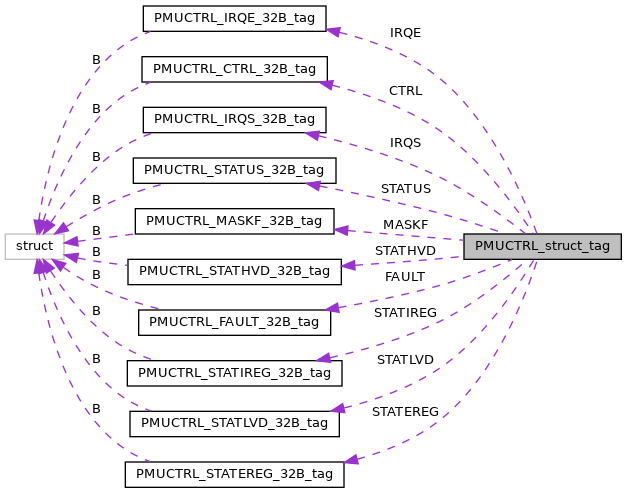 PMUCTRL_IRQE_32B_tag
IRQE
B
PMUCTRL_CTRL_32B_tag
CTRL
B
PMUCTRL_IRQS_32B_tag
IRQS
B
PMUCTRL_STATUS_32B_tag
STATUS
B
PMUCTRL_MASKF_32B_tag
MASKF
B
struct
PMUCTRL_struct_tag
STATHVD
B
PMUCTRL_STATHVD_32B_tag
FAULT
B
PMUCTRL_FAULT_32B_tag
STATIREG
B
PMUCTRL_STATIREG_32B_tag
STATLVD
B
PMUCTRL_STATLVD_32B_tag
STATEREG
B
PMUCTRL_STATEREG_32B_tag